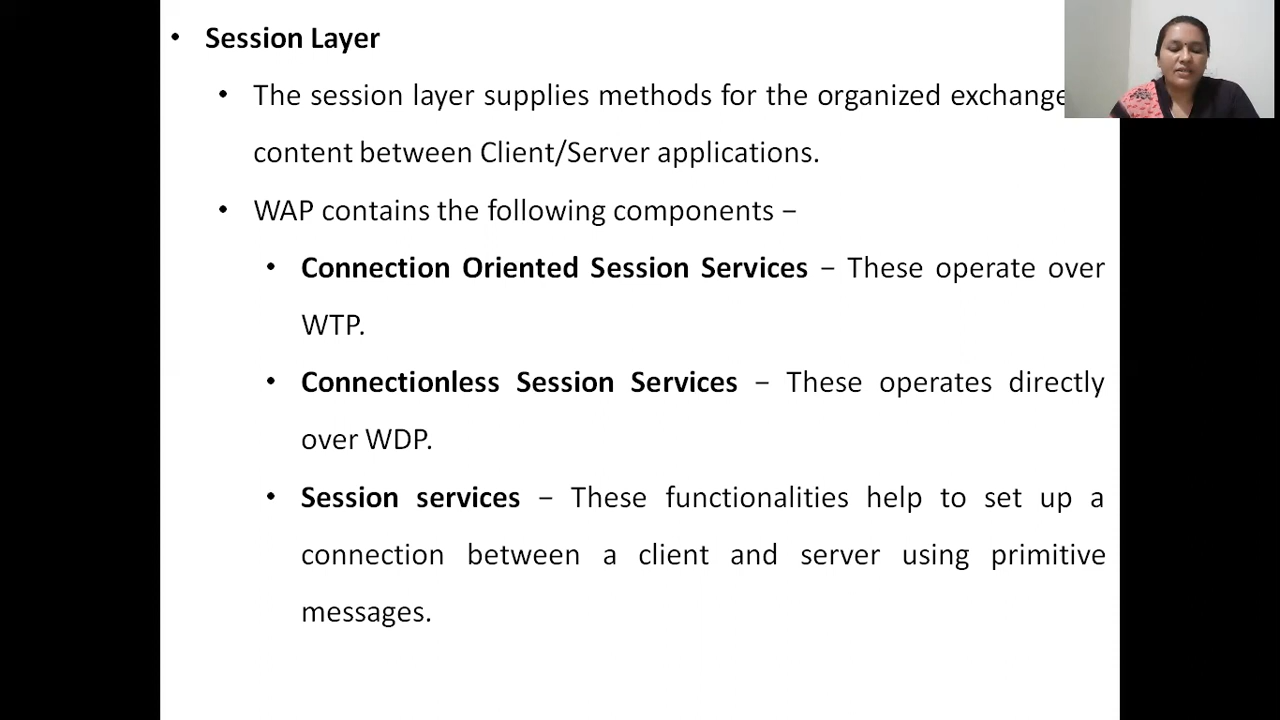 • Session Layer
• The session layer supplies methods for the organized exchange
content between Client/Server applications.
• WAP contains the following components −
• Connection Oriented Session Services − These operate over
WTP.
• Connectionless Session Services − These operates directly
over WDP.
• Session services − These functionalities help to set up a
connection between a client and server using primitive
messages.